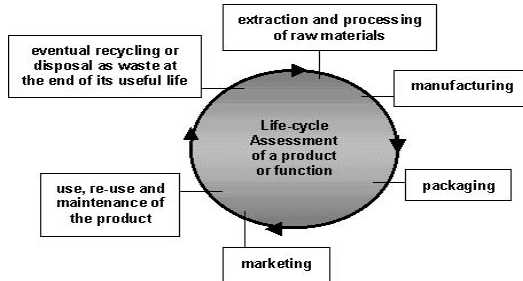 extraction and processing
of raw materials
eventual recycling or
disposal as waste at
the end of its useful life
manufacturing
Life-cycle
Assessment
of a product
or function
use, re-use and
maintenance of
the product
packaging
marketing